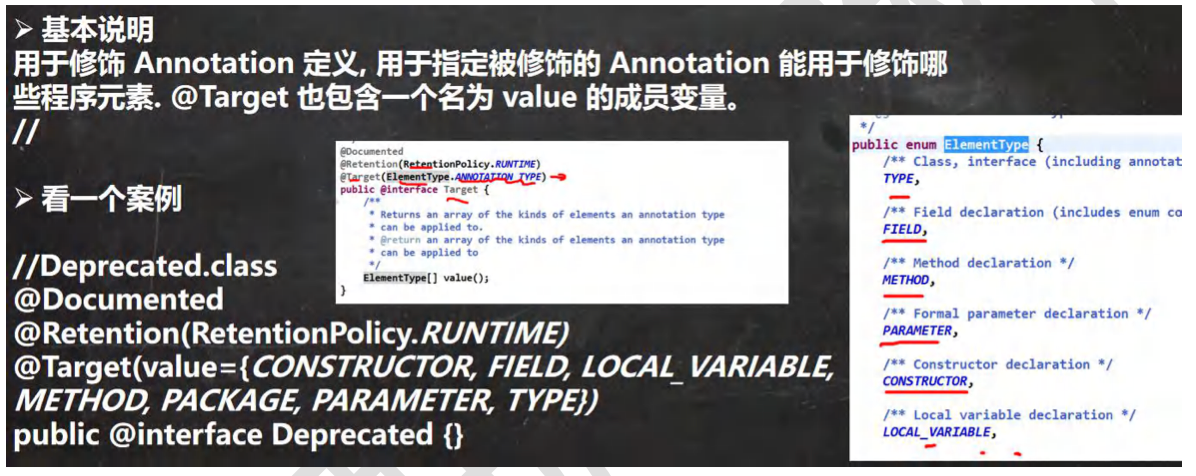 ➢ 基本说明
用于修饰 Annotation 定义, 用于指定被修饰的 Annotation 能用于修饰哪
些程序元素. @Target 也包含一个名为 value 的成员变量。
//
➢ 看一个案例
//Deprecated.class
@Documented
@Retention(RetentionPolicy.RUNTIME)
@Target(value={CONSTRUCTOR, FIELD, LOCAL_VARIABLE,
METHOD, PACKAGE, PARAMETER, TYPE})
public @interface Deprecated {}
@Documented
@Retention(RetentionPolicy.RUNTIME)
@Target(ElementType.ANNOTATION_TYPE)
public @interface Target {
/**
* Returns an array of the kinds of elements an annotation type
* can be applied to.
* @return an array of the kinds of elements an annotation type
* can be applied to
*/
ElementType[] value();
}
*/
public enum ElementType {
/** Class, interface (including annotat
TYPE,
/** Field declaration (includes enum co
FIELD,
/** Method declaration */
METHOD,
/** Formal parameter declaration */
PARAMETER,
/** Constructor declaration */
CONSTRUCTOR,
/** Local variable declaration */
LOCAL_VARIABLE,